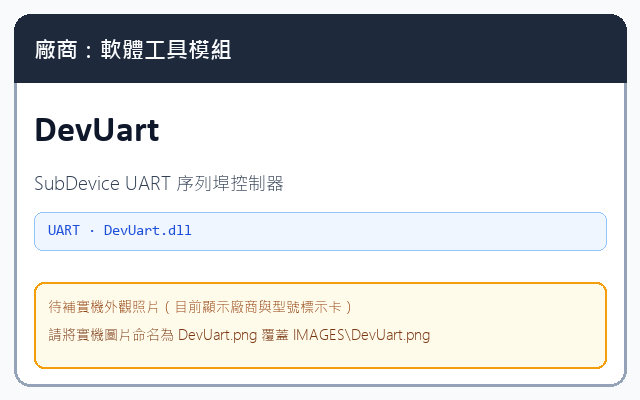 廠商：軟體工具模組
DevUart
SubDevice UART 序列埠控制器
UART · DevUart.dll
待補實機外觀照片（目前顯示廠商與型號標示卡）
請將實機圖片命名為 DevUart.png 覆蓋 IMAGES\DevUart.png